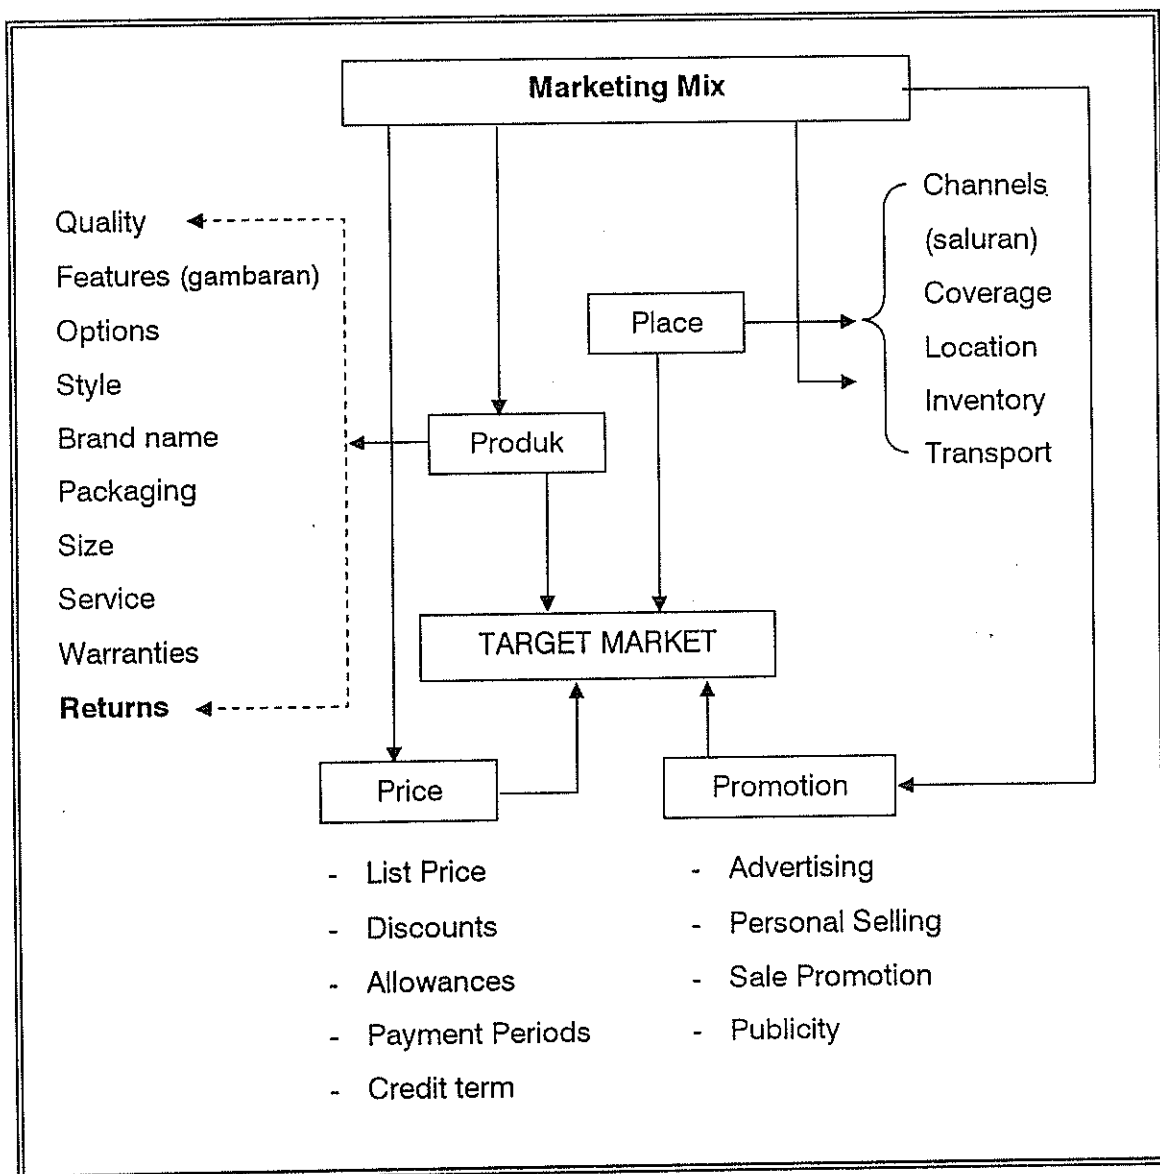 Marketing Mix
Quality
Features (gambaran)
Options
Style
Brand name
Packaging
Size
Service
Warranties
Returns
Produk
Place
Channels
(saluran)
Coverage
Location
Inventory
Transport
TARGET MARKET
Price
- List Price
- Discounts
- Allowances
- Payment Periods
- Credit term
Promotion
- Advertising
- Personal Selling
- Sale Promotion
- Publicity